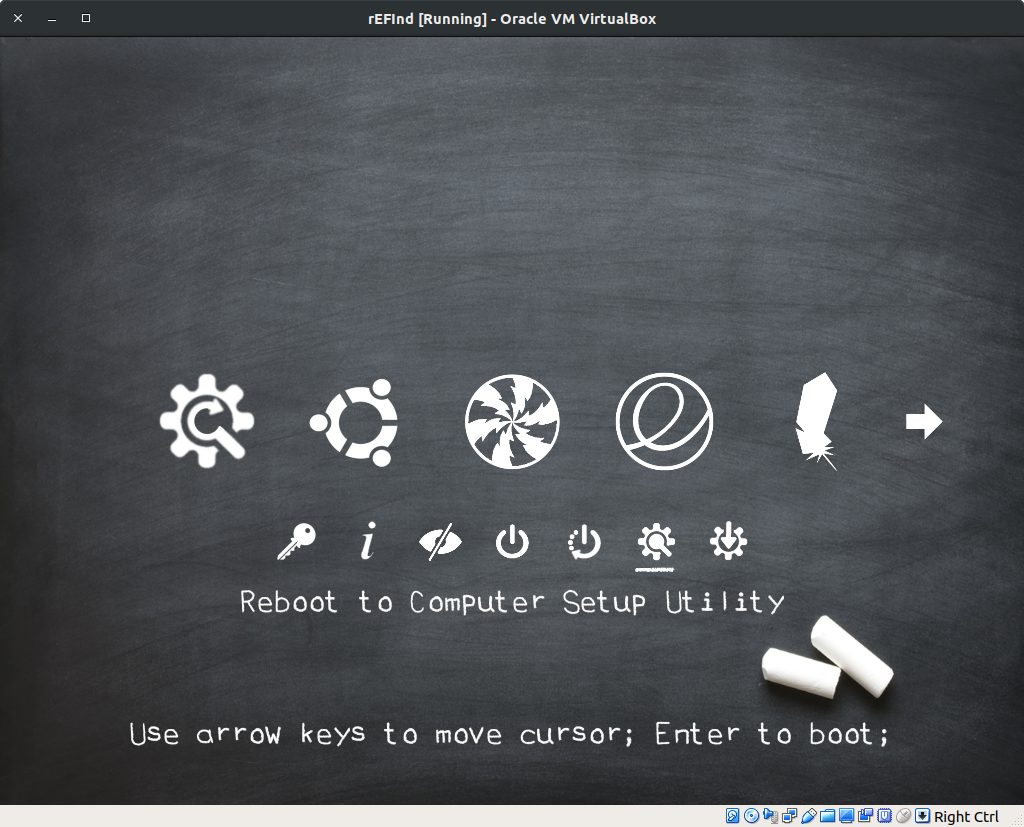 rEFInd [Running] - Oracle VM VirtualBox
Reboot to Computer Setup Utility
Use arrow keys to move cursor; Enter to boot;
Right Ctrl